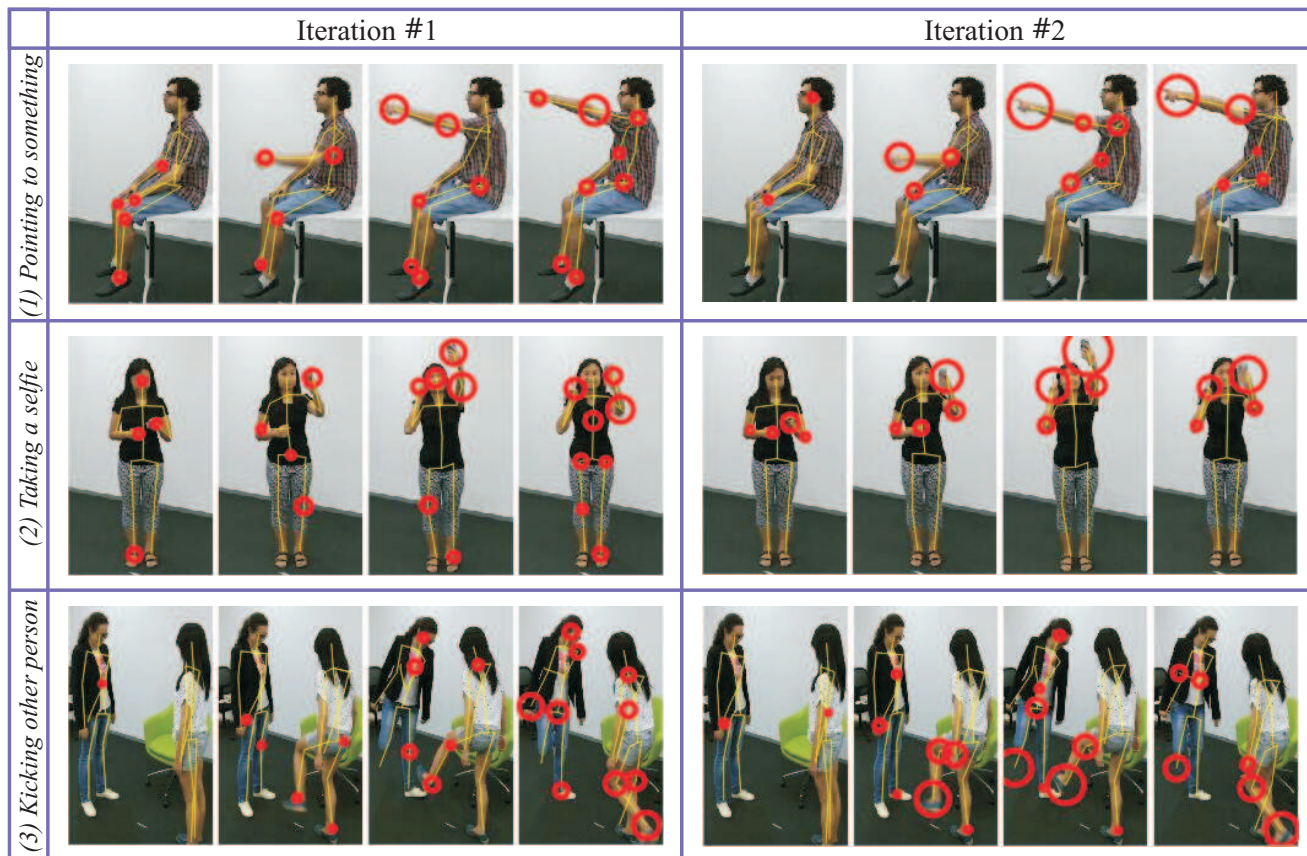 Iteration #1
Iteration #2
(1) Pointing to something
(2) Taking a selfie
(3) Kicking other person